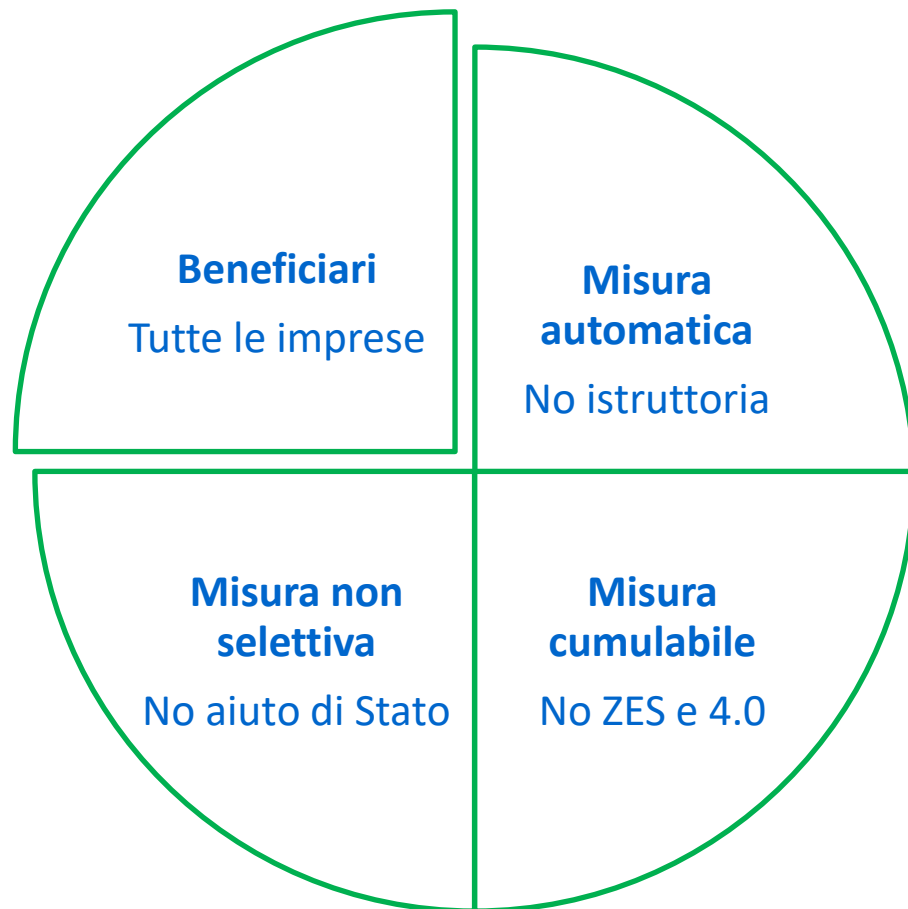 Beneficiari
Tutte le imprese
Misura
automatica
No istruttoria
Misura non
selettiva
No aiuto di Stato
Misura
cumulabile
No ZES e 4.0